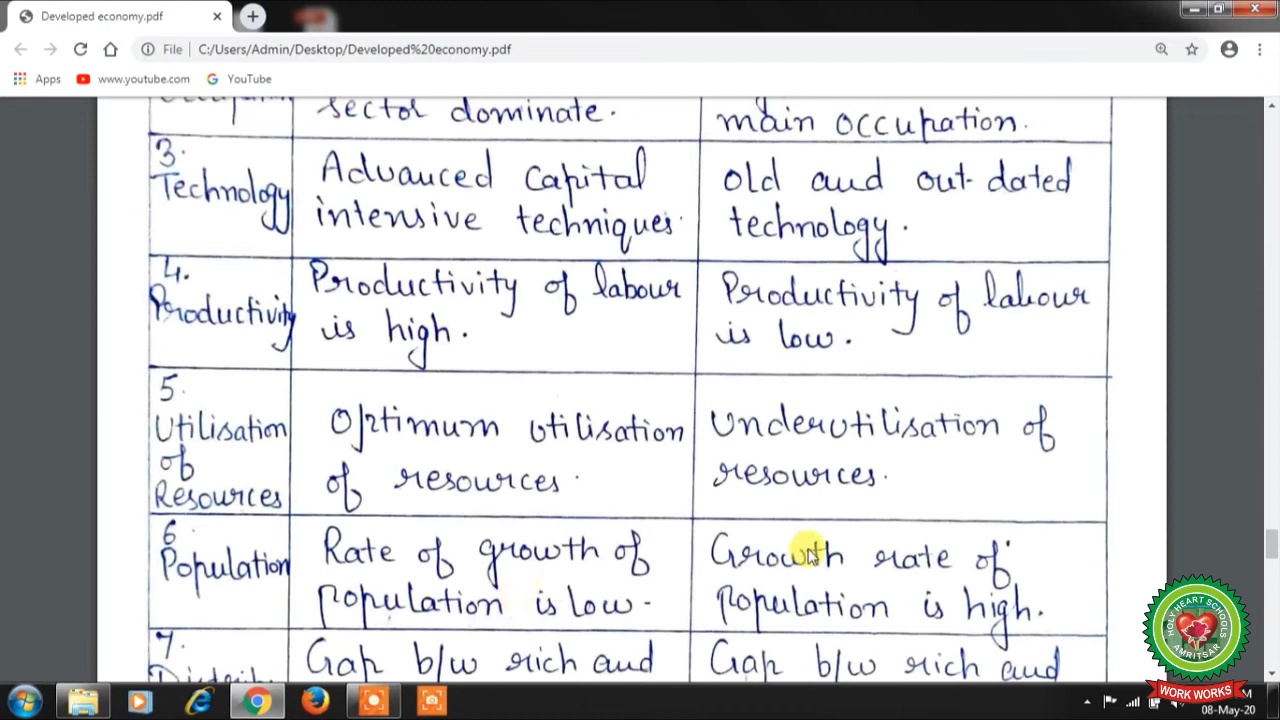 Developed economy.pdf
File C:/Users/Admin/Desktop/Developed%20economy.pdf
Apps www.youtube.com YouTube
sector dominate. main occupation.
3.
Technology
Advanced capital
intensive techniques.
Old and out-dated
technology.
4.
Productivity
Productivity of labour
is high.
Productivity of labour
is low.
5.
Utilisation
of
Resources
Optimum utilisation
of resources.
Underutilisation of
resources.
6
Population
Rate of growth of
population is low.
Growth rate of
population is high.
7.
Gap b/w rich and
Gap b/w rich and
HOLY HEART SCHOOLS
AMRITSAR
WORK WORKS
08-May-20